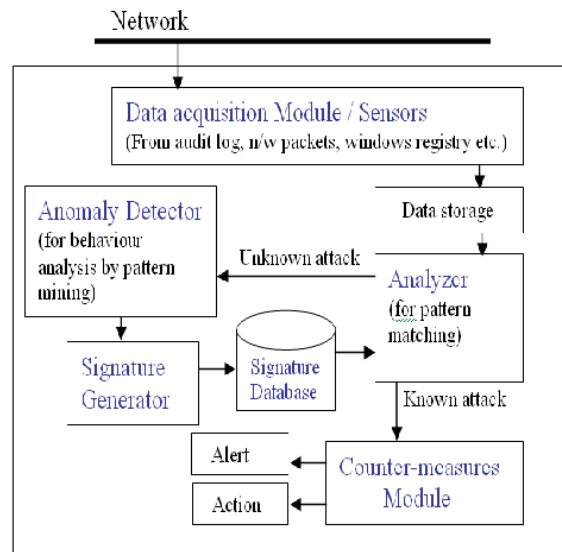 Network
Data acquisition Module / Sensors
(From audit log, n/w packets, windows registry etc.)
Data storage
Anomaly Detector
(for behaviour
analysis by pattern
mining)
Unknown attack
Analyzer
(for pattern
matching)
Signature
Generator
Signature
Database
Known attack
Alert
Action
Counter-measures
Module